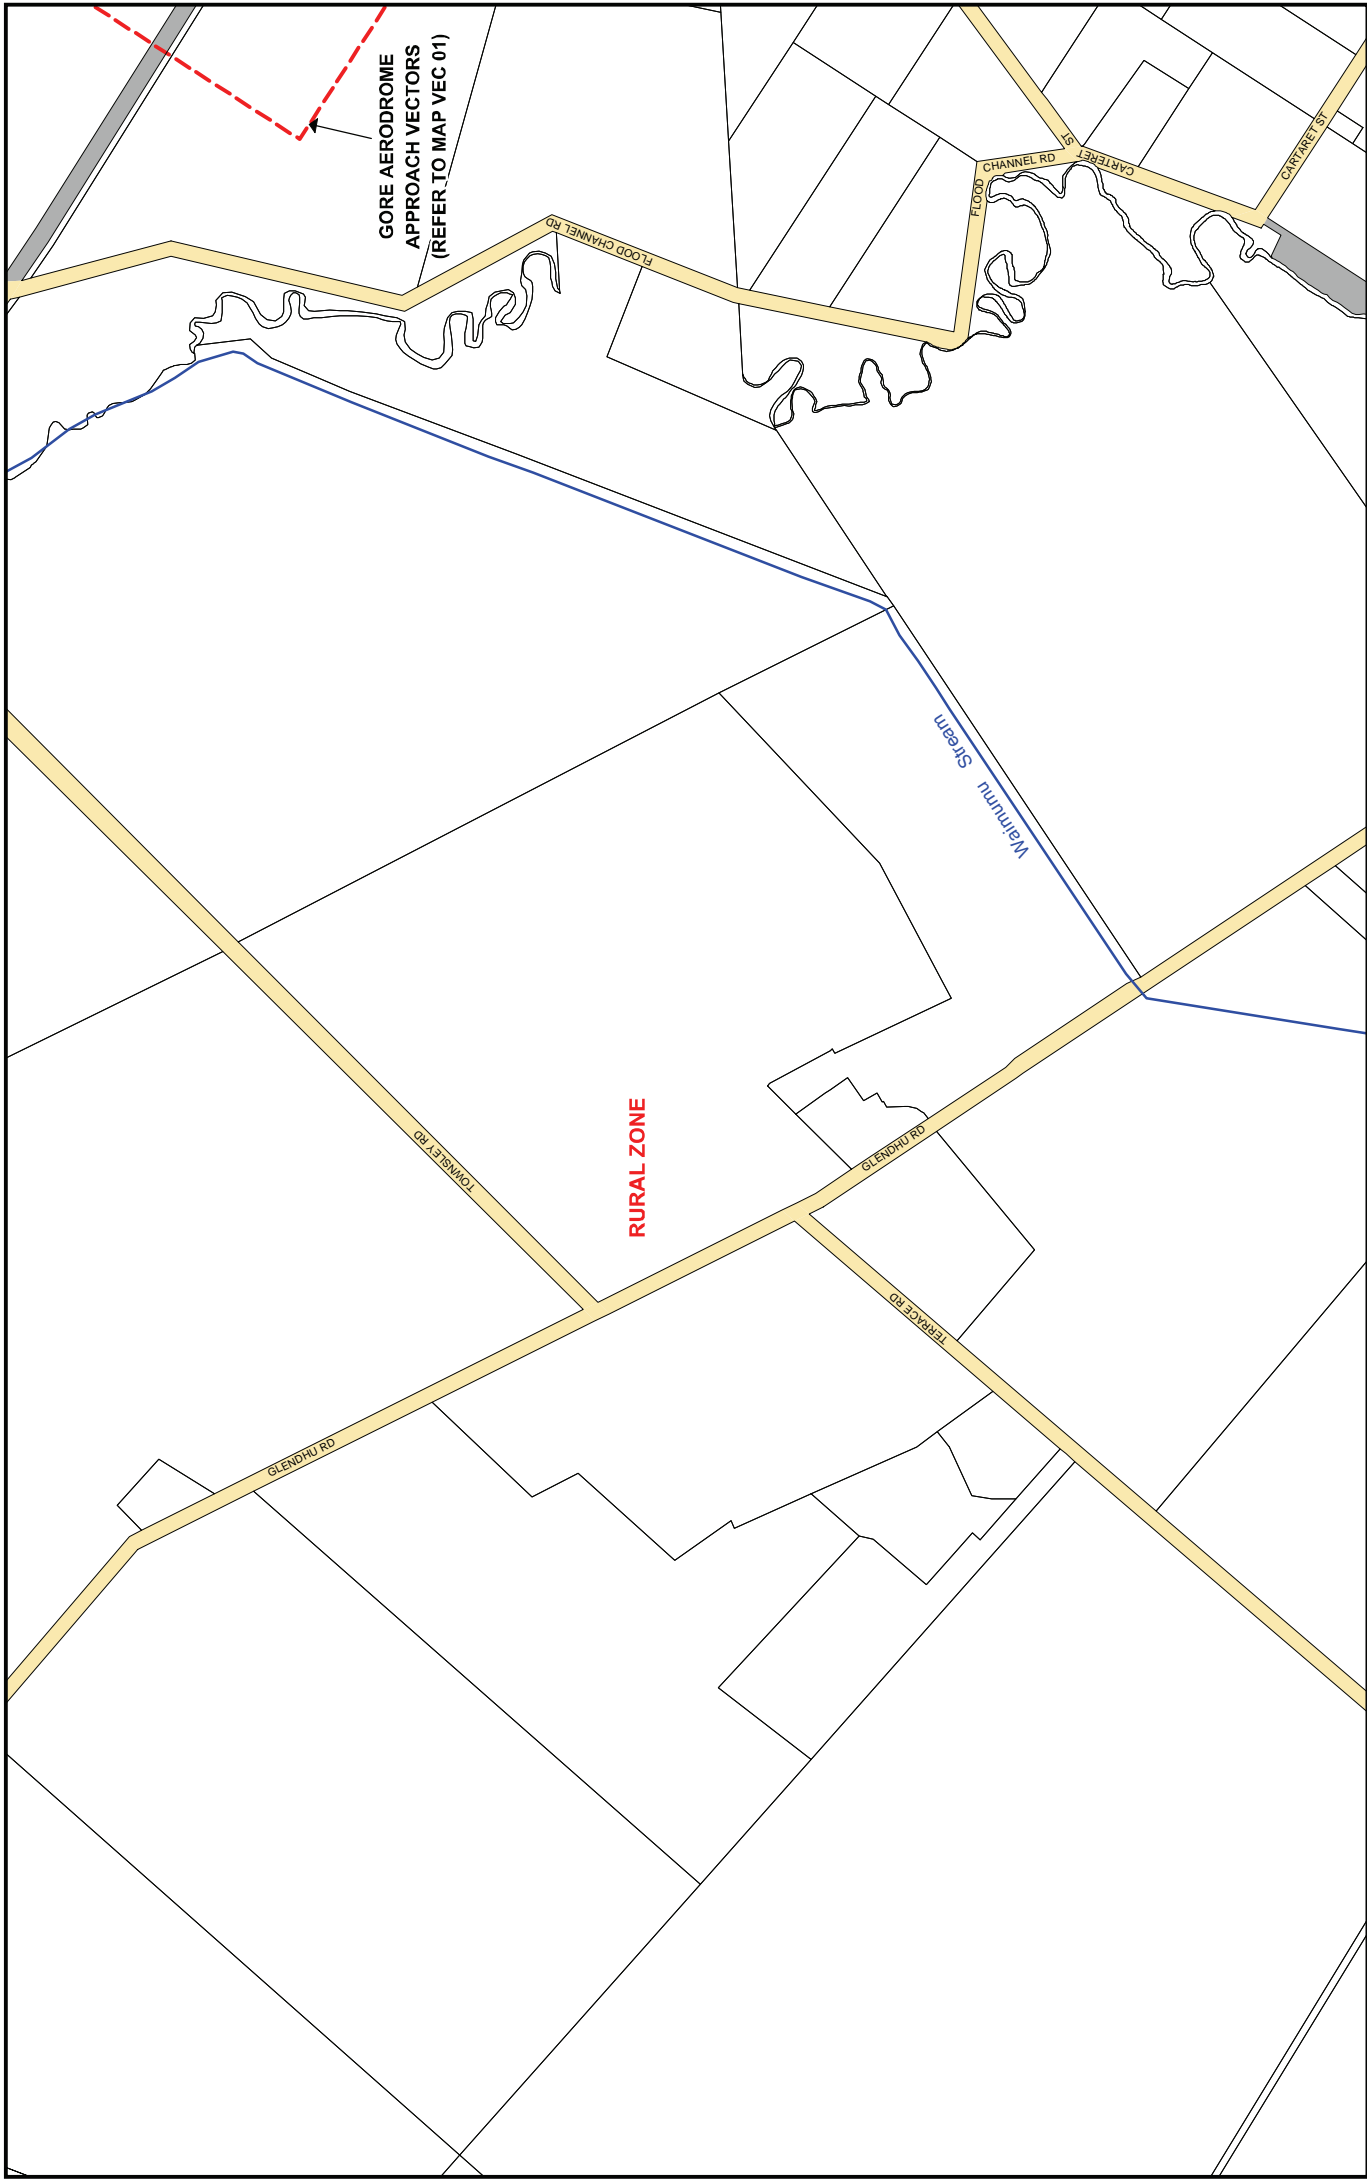 GORE AERODROME
APPROACH VECTORS
(REFER TO MAP VEC 01)
FLOOD CHANNEL RD
FLOOD
CHANNEL RD
CARTERET
ST
CARTARET ST
Waimumu Stream
TOWNSLEY RD
RURAL ZONE
GLENDHU RD
TERRACE RD
GLENDHU RD